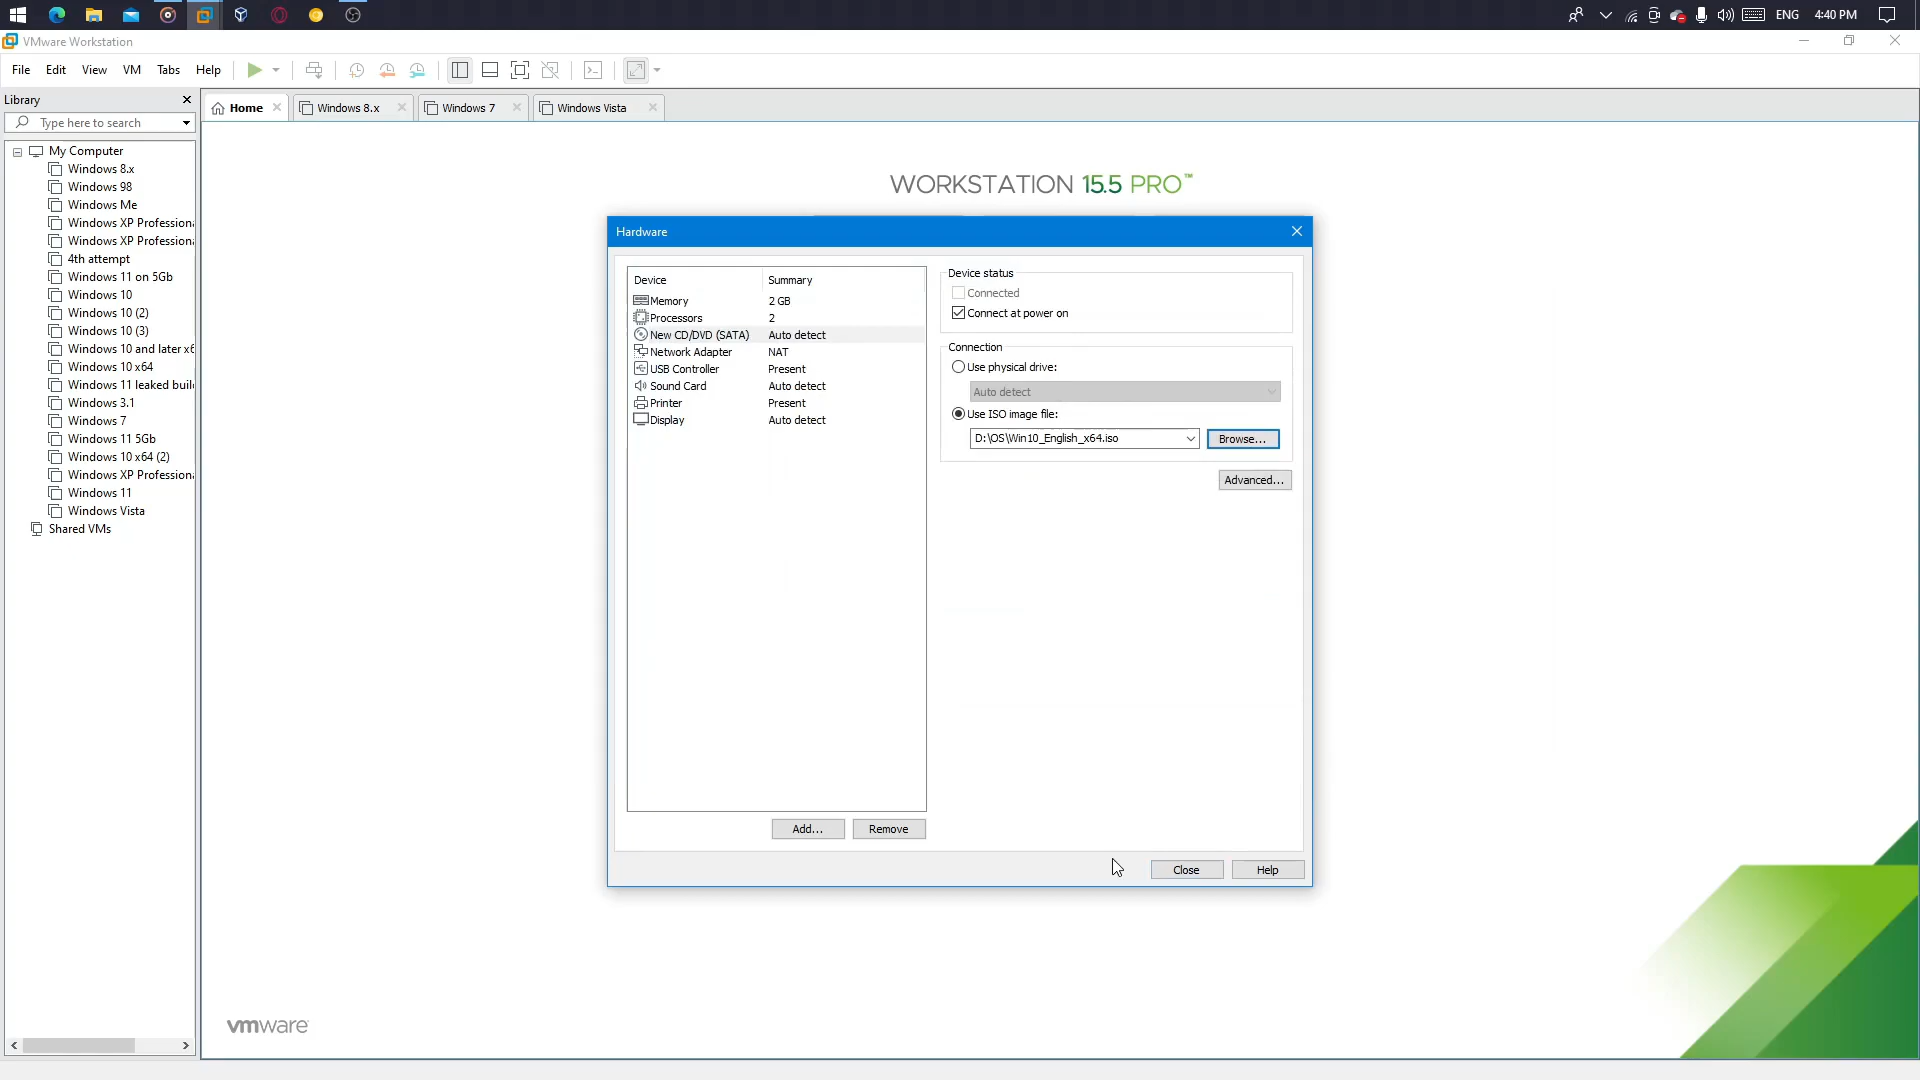 ENG 4:40 PM
VMware Workstation
File Edit View VM Tabs Help
Library
Home Windows 8.x Windows 7 Windows Vista
Type here to search
My Computer
Windows 8.x
Windows 98
Windows Me
Windows XP Professiona
Windows XP Professiona
4th attempt
Windows 11 on 5Gb
Windows 10
Windows 10 (2)
Windows 10 (3)
Windows 10 and later x6
Windows 10 x64
Windows 11 leaked buil
Windows 3.1
Windows 7
Windows 11 5Gb
Windows 10 x64 (2)
Windows XP Professiona
Windows 11
Windows Vista
Shared VMs
WORKSTATION 15.5 PRO™
Hardware
Device Summary
Memory 2 GB
Processors 2
New CD/DVD (SATA) Auto detect
Network Adapter NAT
USB Controller Present
Sound Card Auto detect
Printer Present
Display Auto detect
Add... Remove
Device status
Connected
Connect at power on
Connection
Use physical drive:
Auto detect
Use ISO image file:
D:\OS\Win10_English_x64.iso Browse...
Advanced...
Close Help
vmware